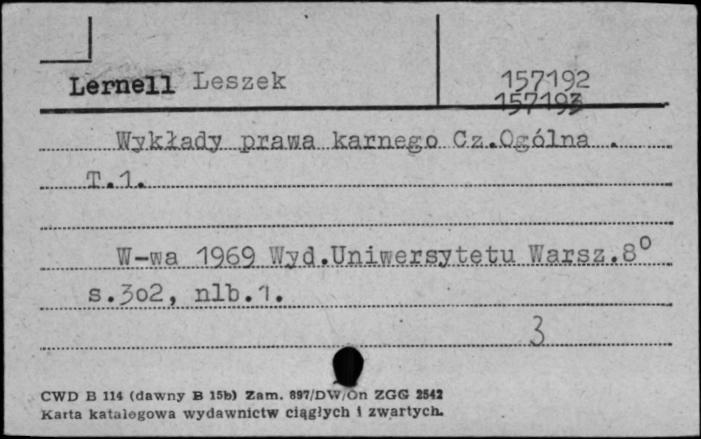 Lernell Leszek 157192
157193
Wykłady prawa karnego Cz.Ogólna .
T.1.
W-wa 1969 Wyd.Uniwersytetu Warsz.8°
s.3o2, nlb.1.
3
CWD B 114 (dawny B 15b) Zam. 897/DW/On ZGG 2542
Karta katalogowa wydawnictw ciągłych i zwartych.